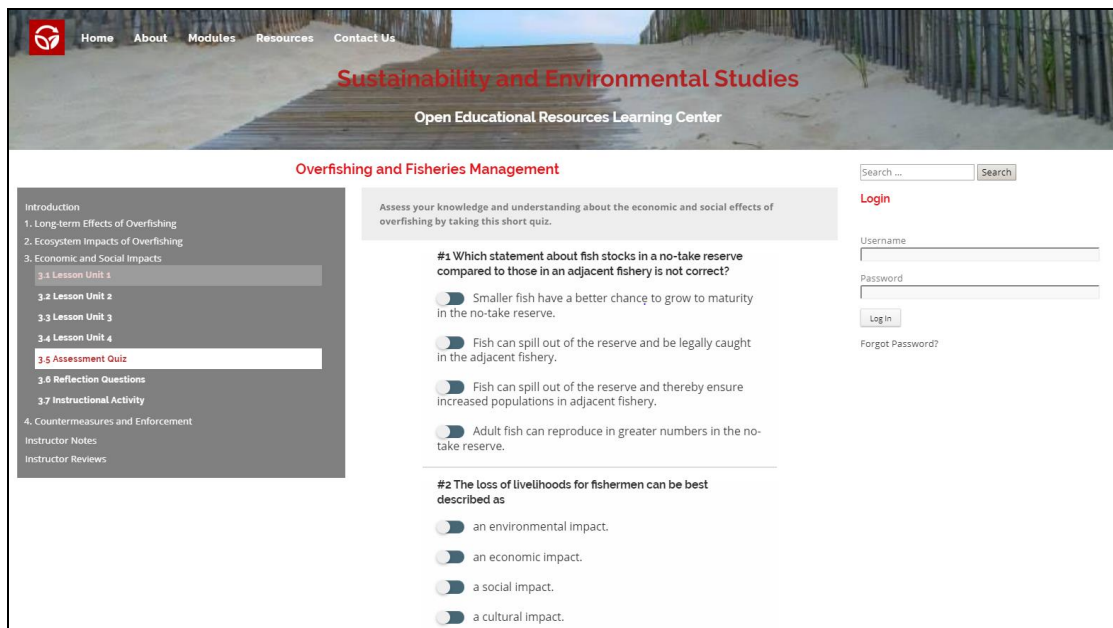 Home About Modules Resources Contact Us
Sustainability and Environmental Studies
Open Educational Resources Learning Center
Overfishing and Fisheries Management
Introduction
1. Long-term Effects of Overfishing
2. Ecosystem Impacts of Overfishing
3. Economic and Social Impacts
3.1 Lesson Unit 1
3.2 Lesson Unit 2
3.3 Lesson Unit 3
3.4 Lesson Unit 4
3.5 Assessment Quiz
3.6 Reflection Questions
3.7 Instructional Activity
4. Countermeasures and Enforcement
Instructor Notes
Instructor Reviews
Assess your knowledge and understanding about the economic and social effects of
overfishing by taking this short quiz.
#1 Which statement about fish stocks in a no-take reserve
compared to those in an adjacent fishery is not correct?
Smaller fish have a better chance to grow to maturity
in the no-take reserve.
Fish can spill out of the reserve and be legally caught
in the adjacent fishery.
Fish can spill out of the reserve and thereby ensure
increased populations in adjacent fishery.
Adult fish can reproduce in greater numbers in the no-
take reserve.
#2 The loss of livelihoods for fishermen can be best
described as
an environmental impact.
an economic impact.
a social impact.
a cultural impact.
Search ... Search
Login
Username
Password
Log In
Forgot Password?